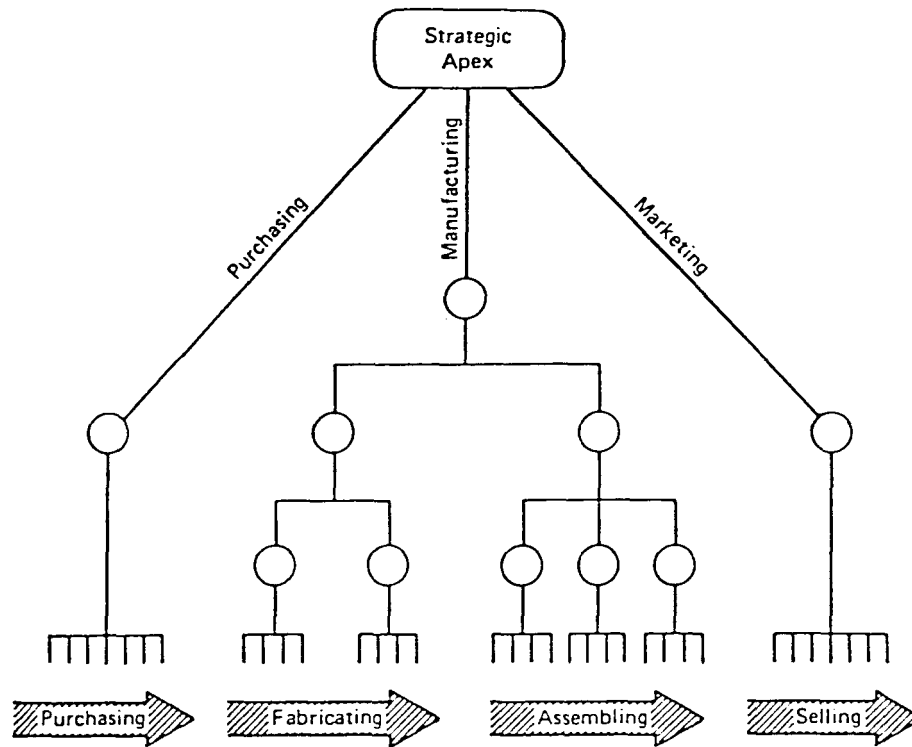 Strategic
Apex
Purchasing
Manufacturing
Marketing
Purchasing
Fabricating
Assembling
Selling